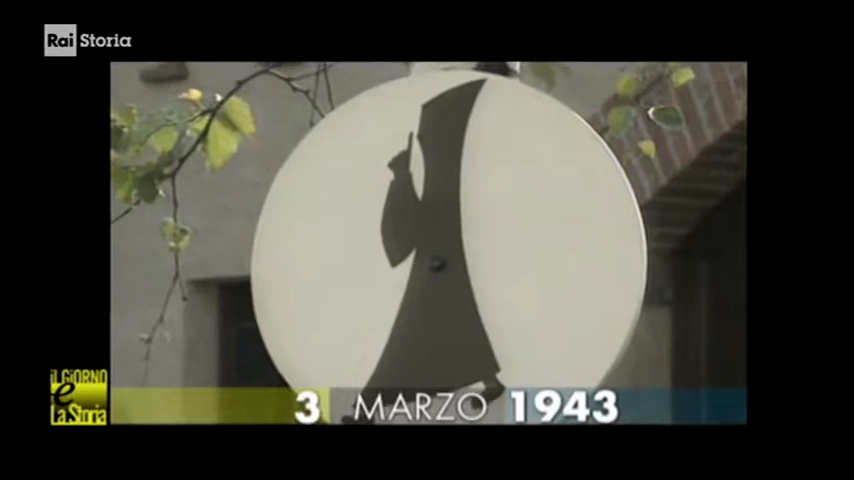 Rai Storia
iL GiORNO
e
La Storia
3 MARZO 1943